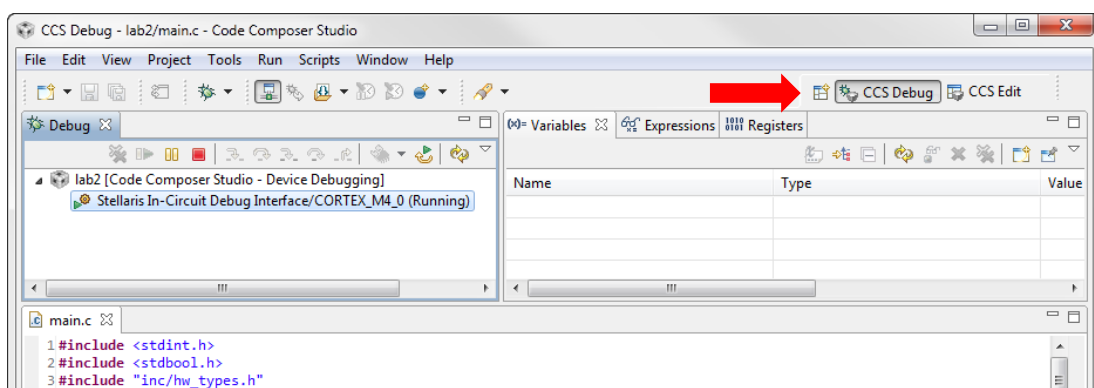 CCS Debug - lab2/main.c - Code Composer Studio
File Edit View Project Tools Run Scripts Window Help
CCS Debug CCS Edit
Debug
(x)= Variables Expressions 1010 0101 Registers
lab2 [Code Composer Studio - Device Debugging]
Stellaris In-Circuit Debug Interface/CORTEX_M4_0 (Running)
Name Type Value
.c main.c
1 #include <stdint.h>
2 #include <stdbool.h>
3 #include "inc/hw_types.h"